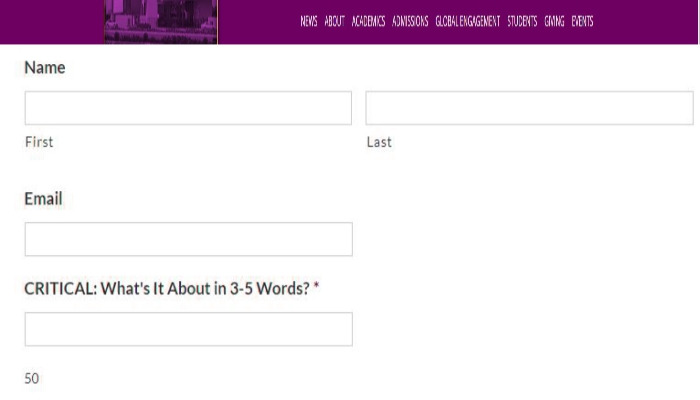 NEWS ABOUT ACADEMICS ADMISSIONS GLOBAL ENGAGEMENT STUDENTS GIVING EVENTS
Name
First Last
Email
CRITICAL: What's It About in 3-5 Words? *
50